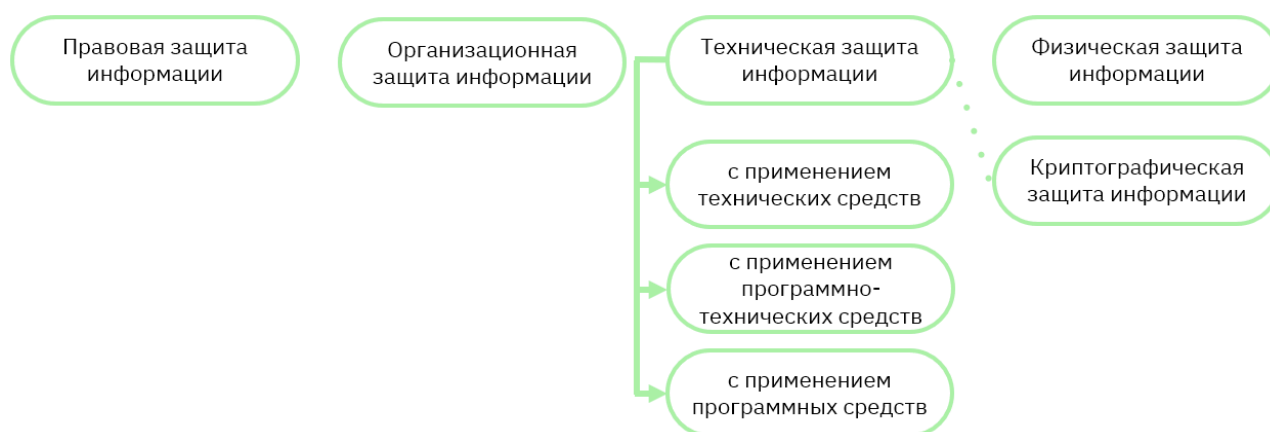 Правовая защита
информации
Организационная
защита информации
Техническая защита
информации
Физическая защита
информации
с применением
технических средств
Криптографическая
защита информации
с применением
программно-
технических средств
с применением
программных средств